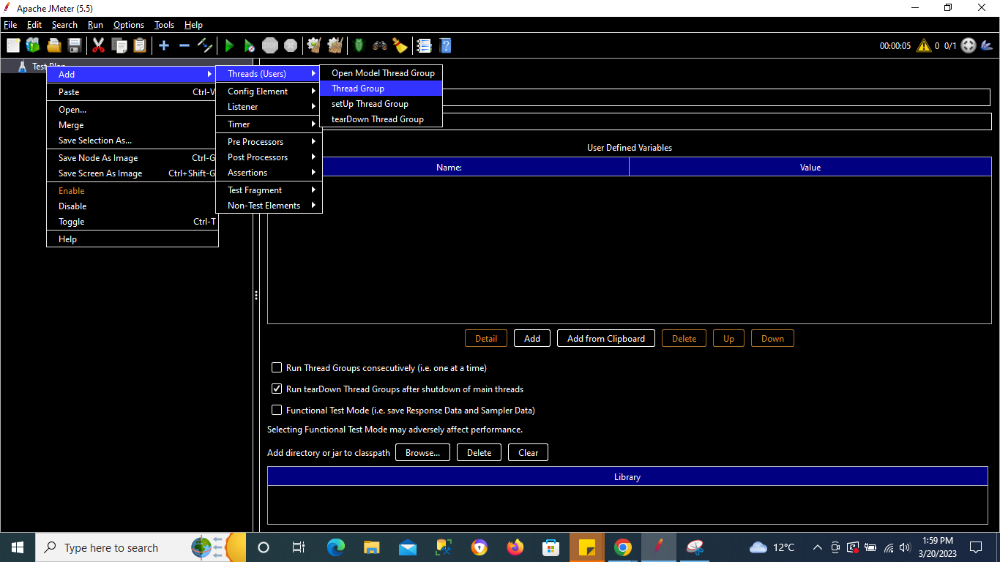 Apache JMeter (5.5)
File Edit Search Run Options Tools Help
00:00:05 0 0/1
Test Plan
Add
Paste Ctrl-V
Open...
Merge
Save Selection As...
Save Node As Image Ctrl-G
Save Screen As Image Ctrl+Shift-G
Enable
Disable
Toggle Ctrl-T
Help
Threads (Users)
Config Element
Listener
Timer
Pre Processors
Post Processors
Assertions
Test Fragment
Non-Test Elements
Open Model Thread Group
Thread Group
setUp Thread Group
tearDown Thread Group
User Defined Variables
Name: Value
Detail Add Add from Clipboard Delete Up Down
Run Thread Groups consecutively (i.e. one at a time)
Run tearDown Thread Groups after shutdown of main threads
Functional Test Mode (i.e. save Response Data and Sampler Data)
Selecting Functional Test Mode may adversely affect performance.
Add directory or jar to classpath Browse... Delete Clear
Library
Type here to search
12°C
1:59 PM
3/20/2023